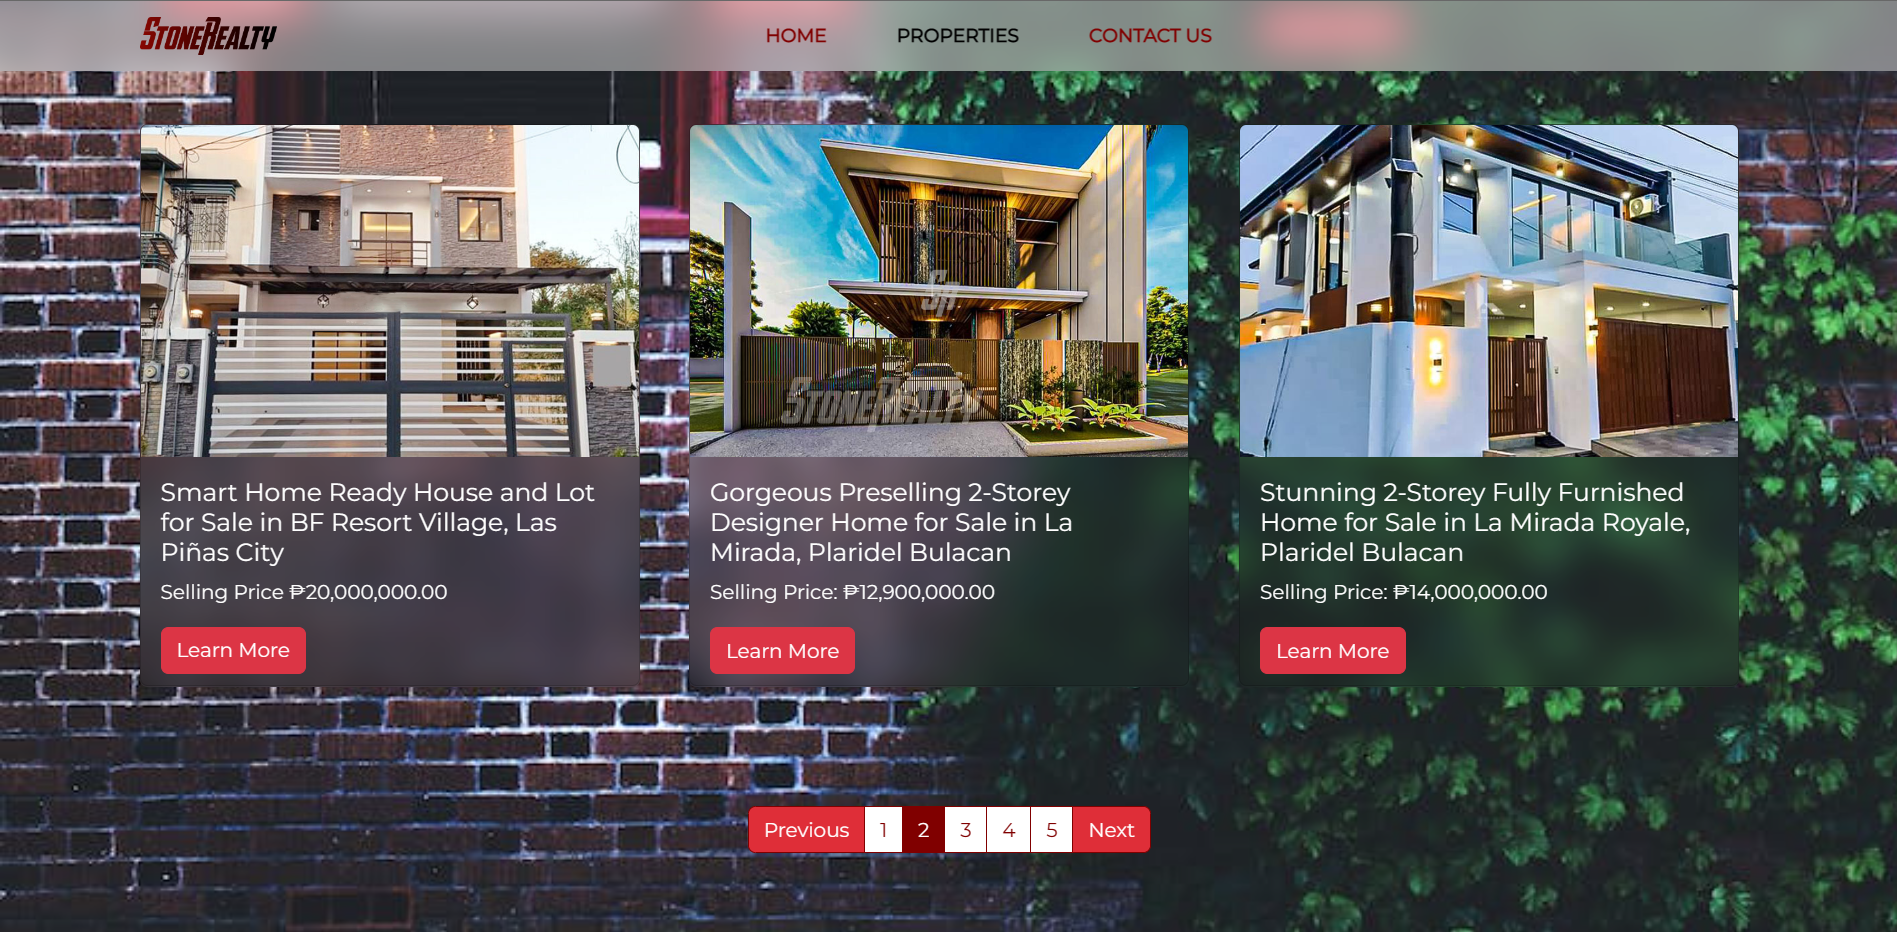 STONEREALTY
HOME
PROPERTIES
CONTACT US
SR
STONEREALTY
Smart Home Ready House and Lot
for Sale in BF Resort Village, Las
Piñas City
Selling Price ₱20,000,000.00
Learn More
Gorgeous Preselling 2-Storey
Designer Home for Sale in La
Mirada, Plaridel Bulacan
Selling Price: ₱12,900,000.00
Learn More
Stunning 2-Storey Fully Furnished
Home for Sale in La Mirada Royale,
Plaridel Bulacan
Selling Price: ₱14,000,000.00
Learn More
Previous 1 2 3 4 5 Next